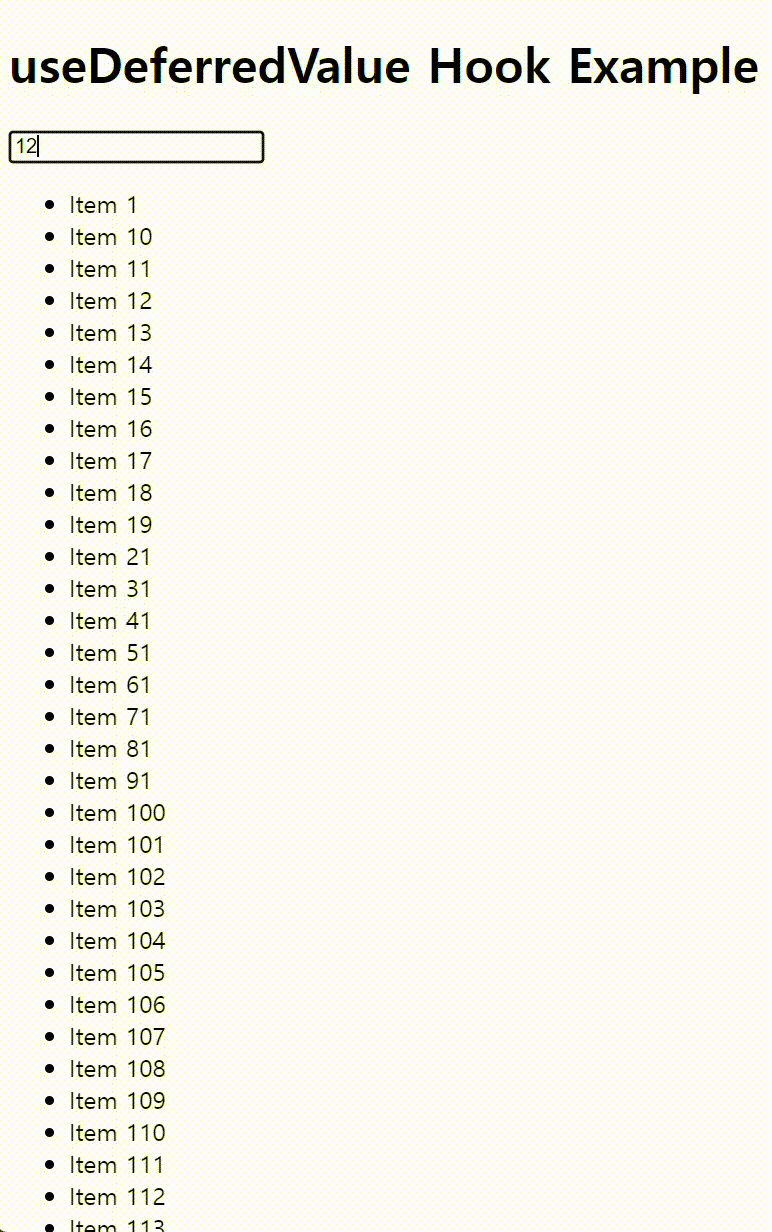 useDeferredValue Hook Example
12
Item 1
Item 10
Item 11
Item 12
Item 13
Item 14
Item 15
Item 16
Item 17
Item 18
Item 19
Item 21
Item 31
Item 41
Item 51
Item 61
Item 71
Item 81
Item 91
Item 100
Item 101
Item 102
Item 103
Item 104
Item 105
Item 106
Item 107
Item 108
Item 109
Item 110
Item 111
Item 112
Item 113